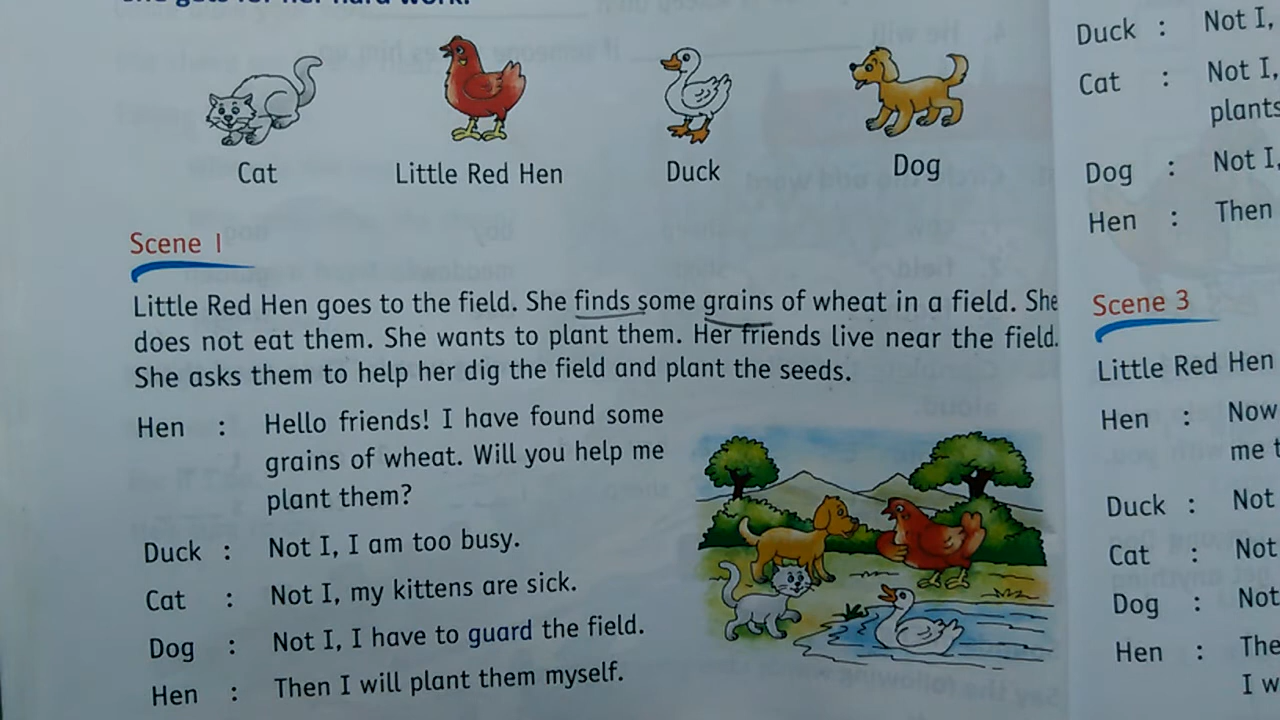 gets for her hard work.
Cat Little Red Hen Duck Dog
Scene 1
Little Red Hen goes to the field. She finds some grains of wheat in a field. She
does not eat them. She wants to plant them. Her friends live near the field.
She asks them to help her dig the field and plant the seeds.
Hen : Hello friends! I have found some
grains of wheat. Will you help me
plant them?
Duck : Not I, I am too busy.
Cat : Not I, my kittens are sick.
Dog : Not I, I have to guard the field.
Hen : Then I will plant them myself.
Duck : Not I,
Cat : Not I,
plants
Dog : Not I,
Hen : Then
Scene 3
Little Red Hen
Hen : Now
me
Duck : Not
Cat : Not
Dog : Not
Hen : The
I w